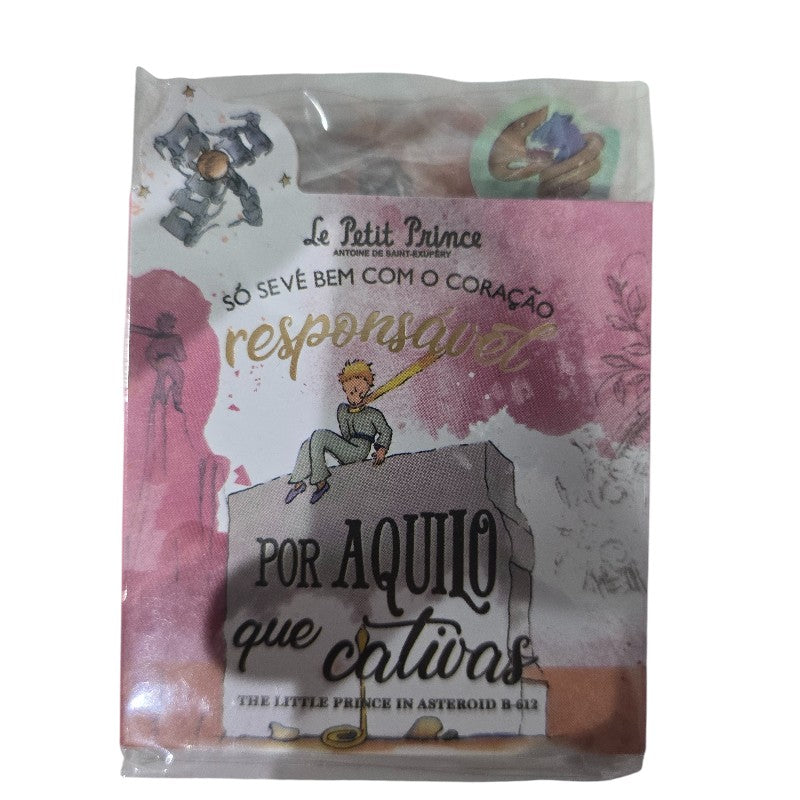 Le Petit Prince
ANTOINE DE SAINT-EXUPÉRY
SÓ SEVÊ BEM COM O CORAÇÃO
responsável
POR AQUILO
que cativas
THE LITTLE PRINCE IN ASTEROID B-612